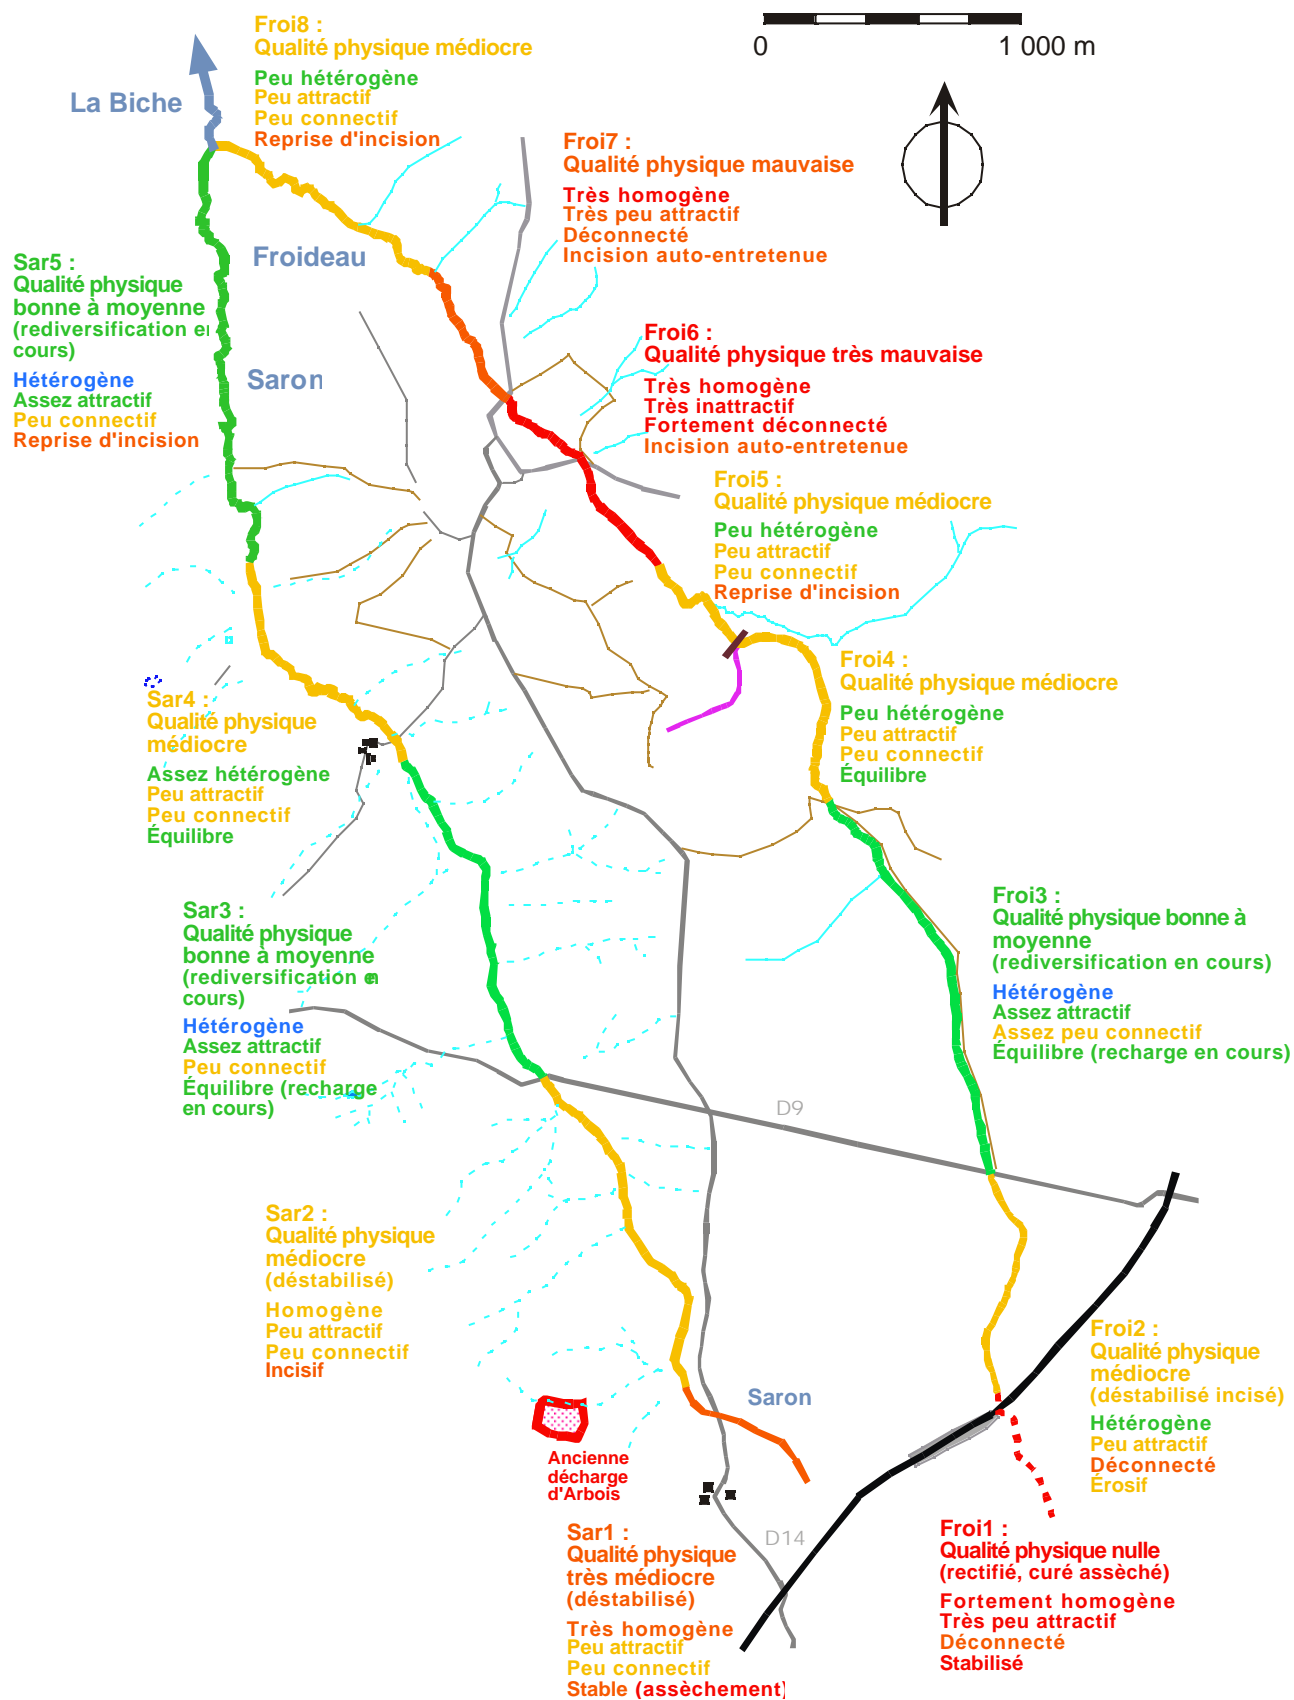 Froi8 :
Qualité physique médiocre
Peu hétérogène
Peu attractif
Peu connectif
Reprise d'incision
0
1 000 m
La Biche
Froi7 :
Qualité physique mauvaise
Très homogène
Très peu attractif
Déconnecté
Incision auto-entretenue
Froideau
Sar5 :
Qualité physique
bonne à moyenne
(rediversification en
cours)
Hétérogène
Assez attractif
Peu connectif
Reprise d'incision
Saron
Froi6 :
Qualité physique très mauvaise
Très homogène
Très inattractif
Fortement déconnecté
Incision auto-entretenue
Froi5 :
Qualité physique médiocre
Peu hétérogène
Peu attractif
Peu connectif
Reprise d'incision
Froi4 :
Qualité physique médiocre
Peu hétérogène
Peu attractif
Peu connectif
Équilibre
Sar4 :
Qualité physique
médiocre
Assez hétérogène
Peu attractif
Peu connectif
Équilibre
Sar3 :
Qualité physique
bonne à moyenne
(rediversification en
cours)
Hétérogène
Assez attractif
Peu connectif
Équilibre (recharge
en cours)
Froi3 :
Qualité physique bonne à
moyenne
(rediversification en cours)
Hétérogène
Assez attractif
Assez peu connectif
Équilibre (recharge en cours)
D9
Sar2 :
Qualité physique
médiocre
(déstabilisé)
Homogène
Peu attractif
Peu connectif
Incisif
Froi2 :
Qualité physique
médiocre
(déstabilisé incisé)
Hétérogène
Peu attractif
Déconnecté
Érosif
Saron
Ancienne
décharge
d'Arbois
D14
Sar1 :
Qualité physique
très médiocre
(déstabilisé)
Très homogène
Peu attractif
Peu connectif
Stable (assèchement)
Froi1 :
Qualité physique nulle
(rectifié, curé assèché)
Fortement homogène
Très peu attractif
Déconnecté
Stabilisé